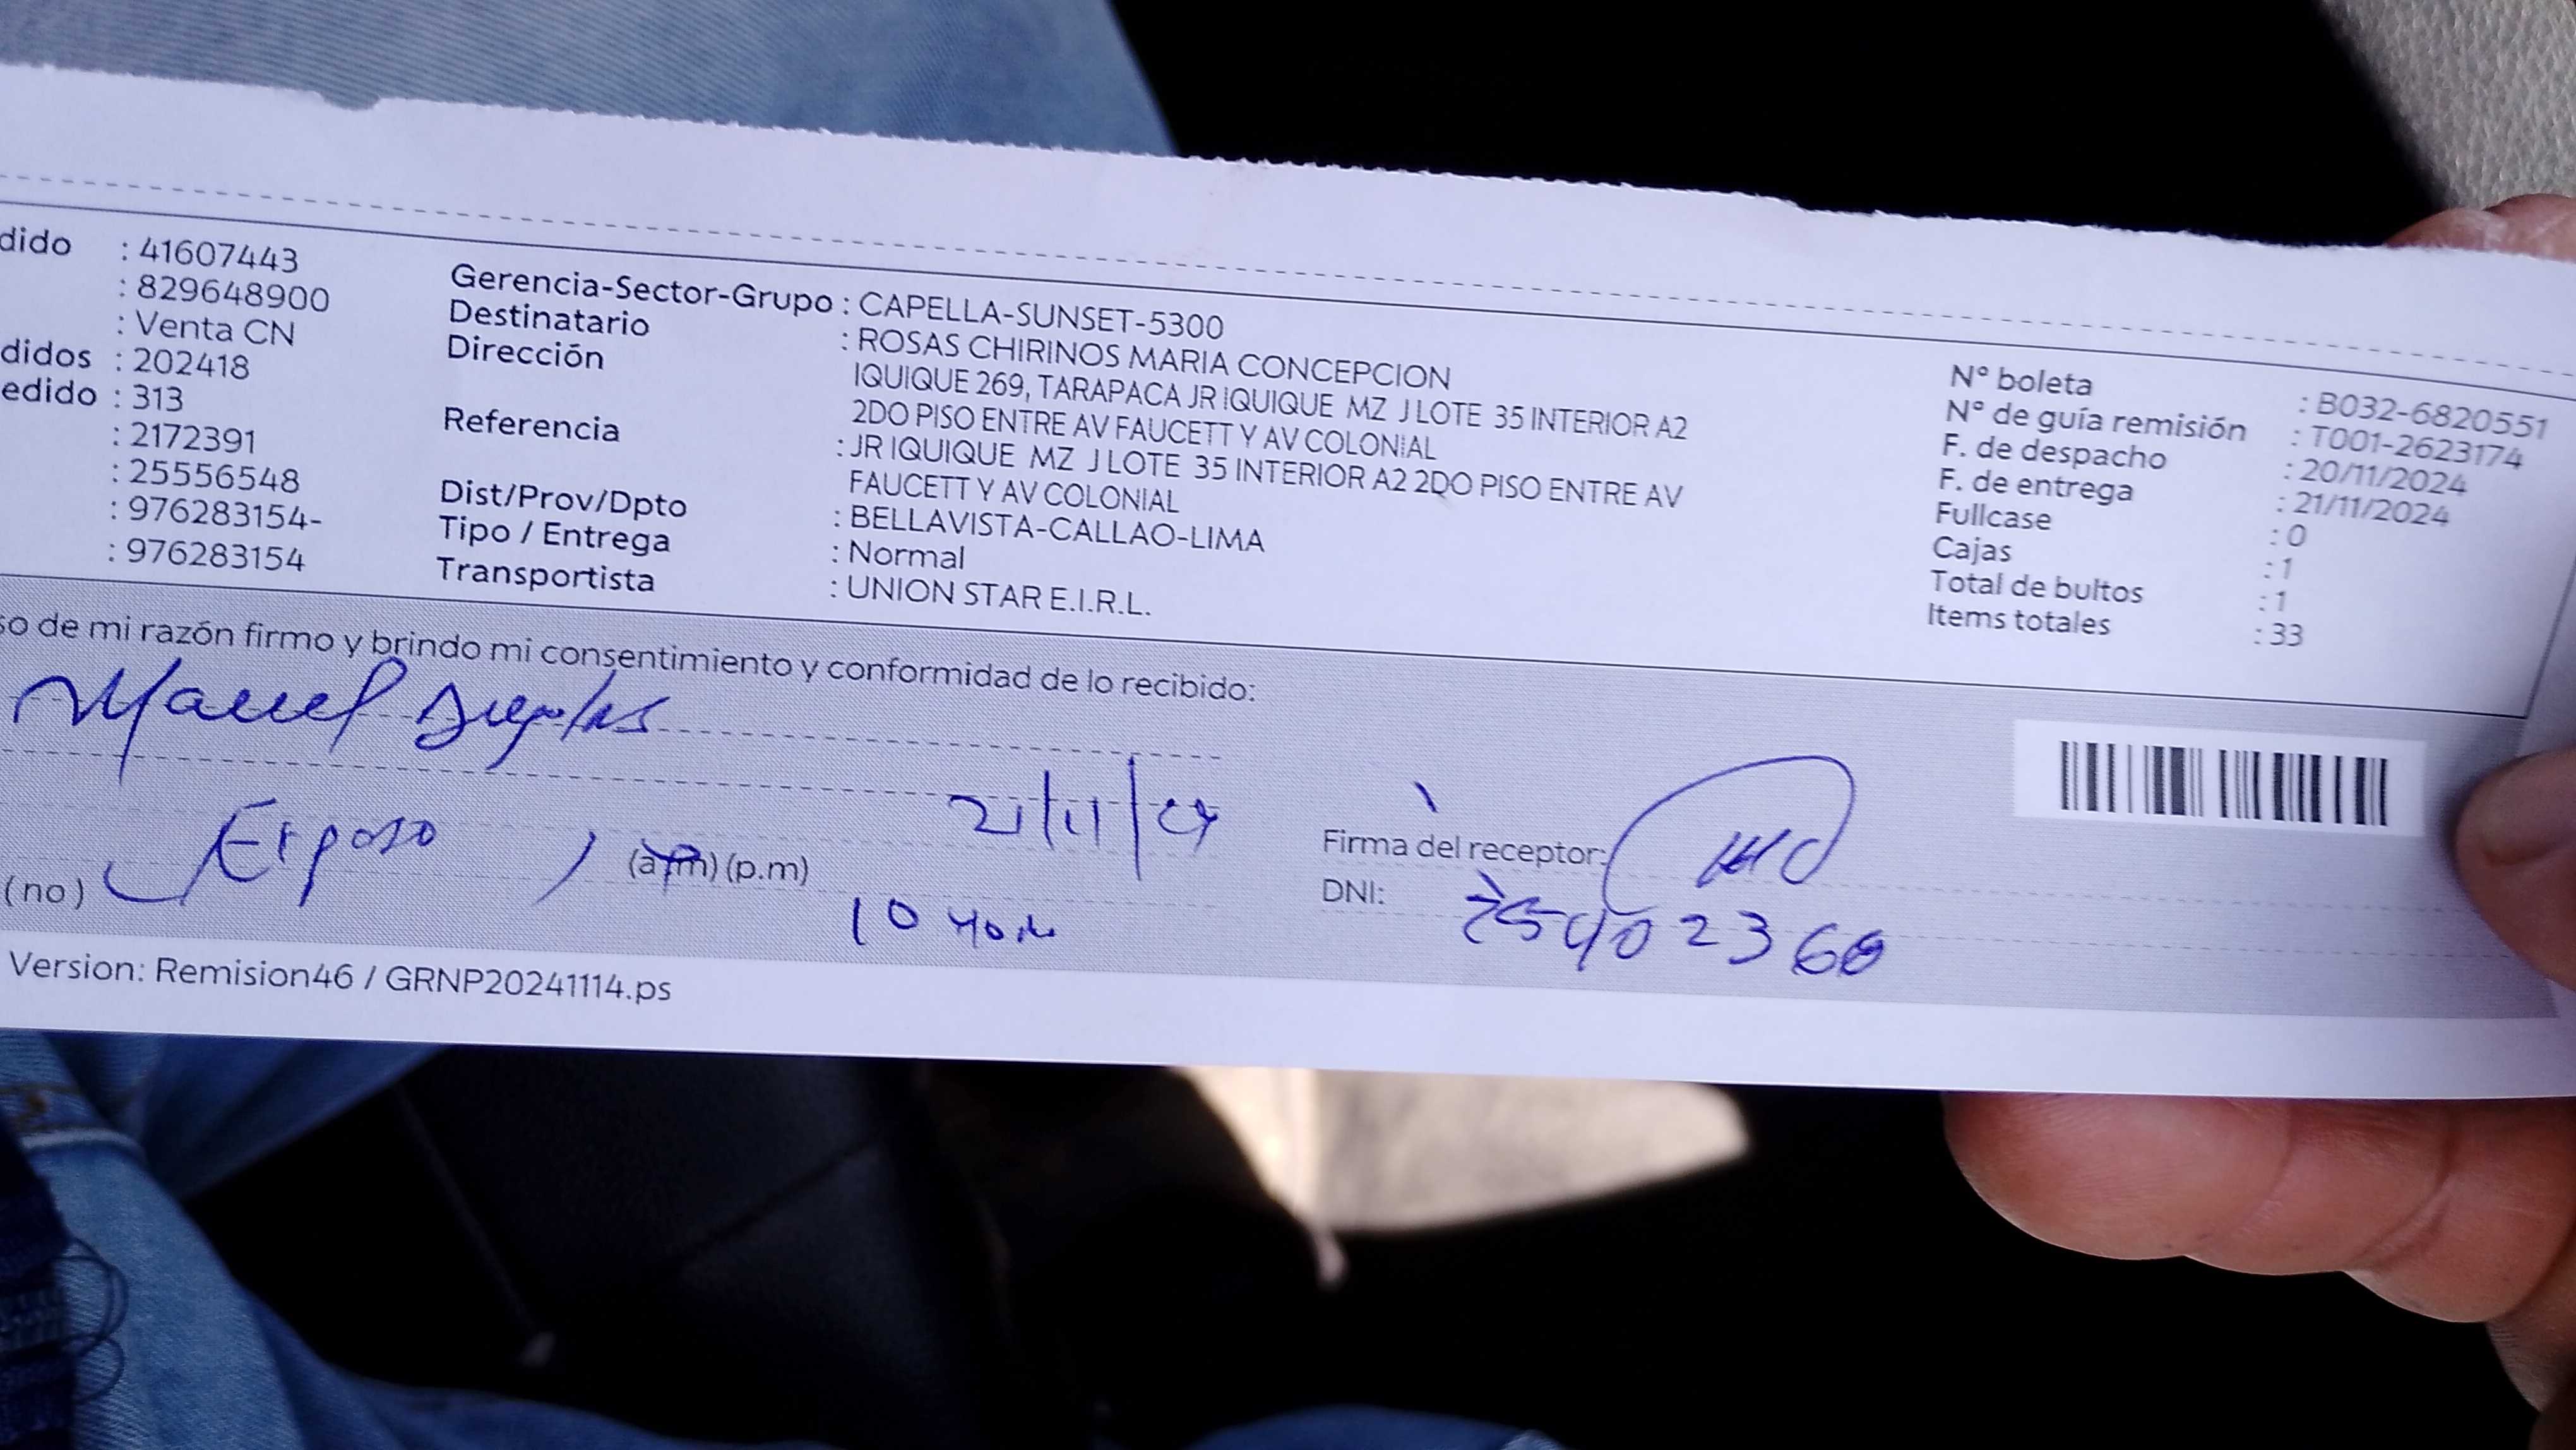 dido : 41607443
: 829648900
: Venta CN
didos : 202418
edido : 313
: 2172391
: 25556548
: 976283154-
: 976283154
Gerencia-Sector-Grupo : CAPELLA-SUNSET-5300
Destinatario : ROSAS CHIRINOS MARIA CONCEPCION
Dirección IQUIQUE 269, TARAPACA JR IQUIQUE MZ J LOTE 35 INTERIOR A2
2DO PISO ENTRE AV FAUCETT Y AV COLONIAL
Referencia : JR IQUIQUE MZ J LOTE 35 INTERIOR A2 2DO PISO ENTRE AV
FAUCETT Y AV COLONIAL
Dist/Prov/Dpto : BELLAVISTA-CALLAO-LIMA
Tipo / Entrega : Normal
Transportista : UNION STAR E.I.R.L.
N° boleta : B032-6820551
N° de guía remisión : T001-2623174
F. de despacho : 20/11/2024
F. de entrega : 21/11/2024
Fullcase : 0
Cajas : 1
Total de bultos : 1
Items totales : 33
so de mi razón firmo y brindo mi consentimiento y conformidad de lo recibido:
Manuel
21/11/24
(no) Esposo (a.m) (p.m)
10
Firma del receptor:
DNI:
Version: Remision46 / GRNP20241114.ps